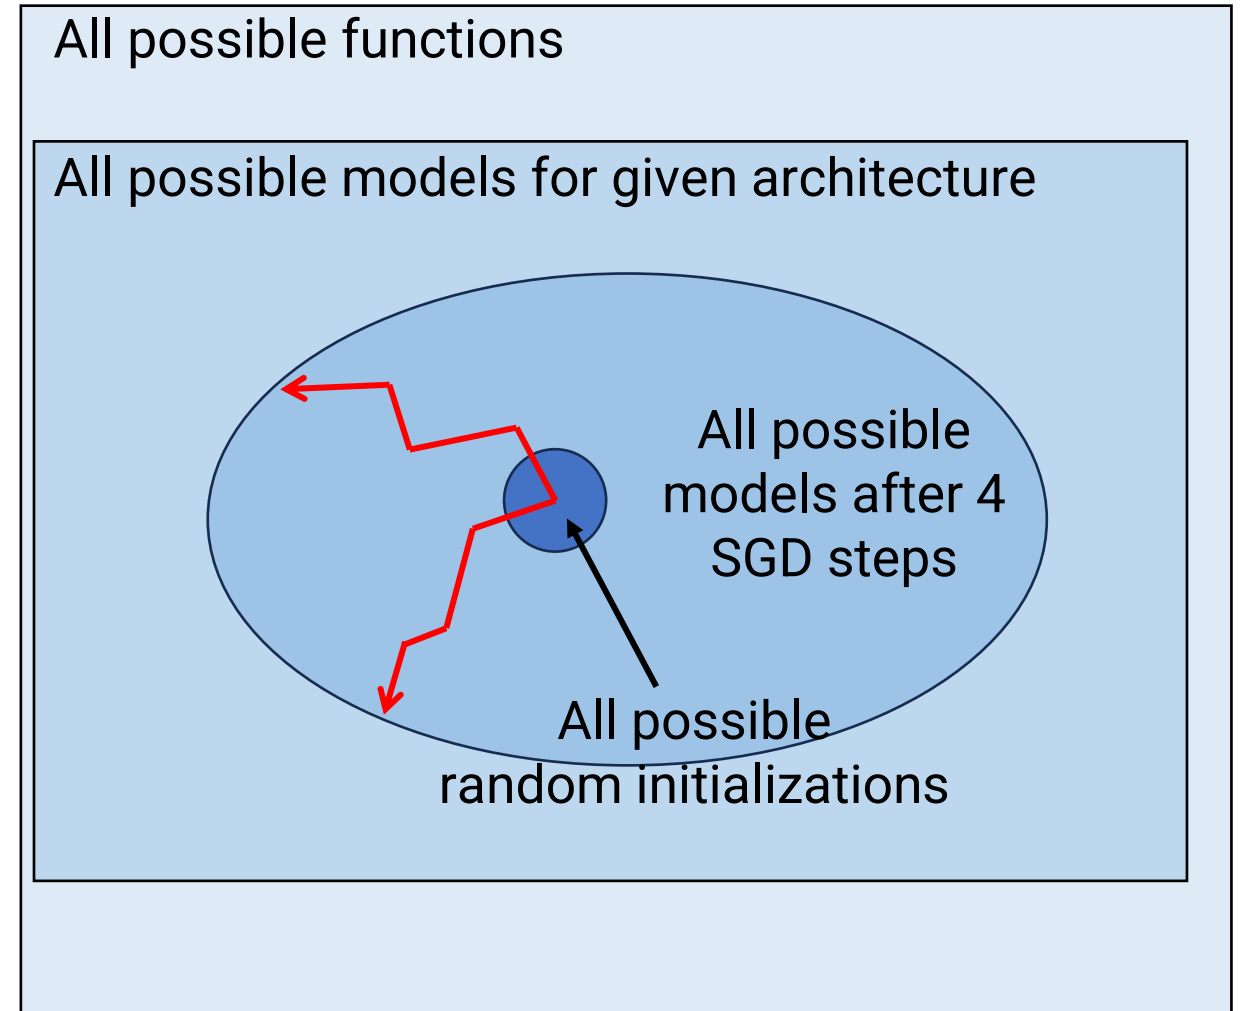 All possible functions
All possible models for given architecture
All possible
models after 4
SGD steps
All possible
random initializations